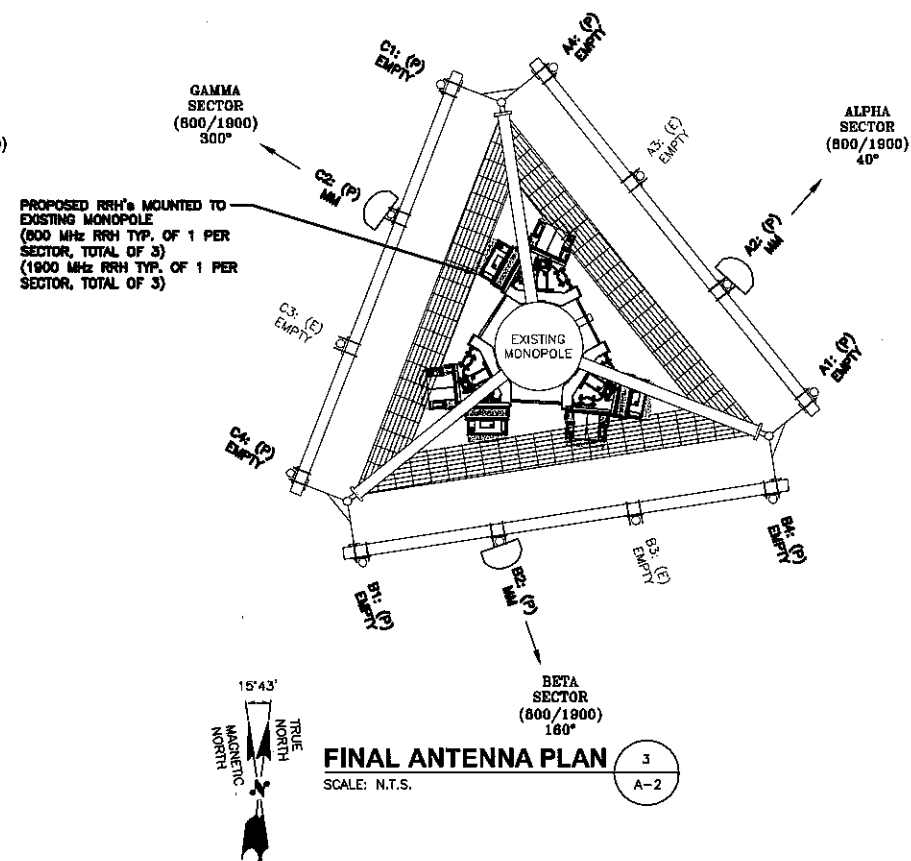 C1: (P)
EMPTY
A4: (P)
EMPTY
GAMMA
SECTOR
(800/1900)
300°
ALPHA
SECTOR
(800/1900)
40°
A3: (E)
EMPTY
C2: (P)
MM
A2: (P)
MM
PROPOSED RRH's MOUNTED TO
EXISTING MONOPOLE
(800 MHz RRH TYP. OF 1 PER
SECTOR, TOTAL OF 3)
(1900 MHz RRH TYP. OF 1 PER
SECTOR, TOTAL OF 3)
C3: (E)
EMPTY
EXISTING
MONOPOLE
A1: (P)
EMPTY
C4: (P)
EMPTY
B4: (P)
EMPTY
B3: (E)
EMPTY
B2: (P)
MM
B1: (P)
EMPTY
BETA
SECTOR
(800/1900)
160°
15°43'
TRUE
NORTH
MAGNETIC
NORTH
N
FINAL ANTENNA PLAN
SCALE: N.T.S.
3
A-2